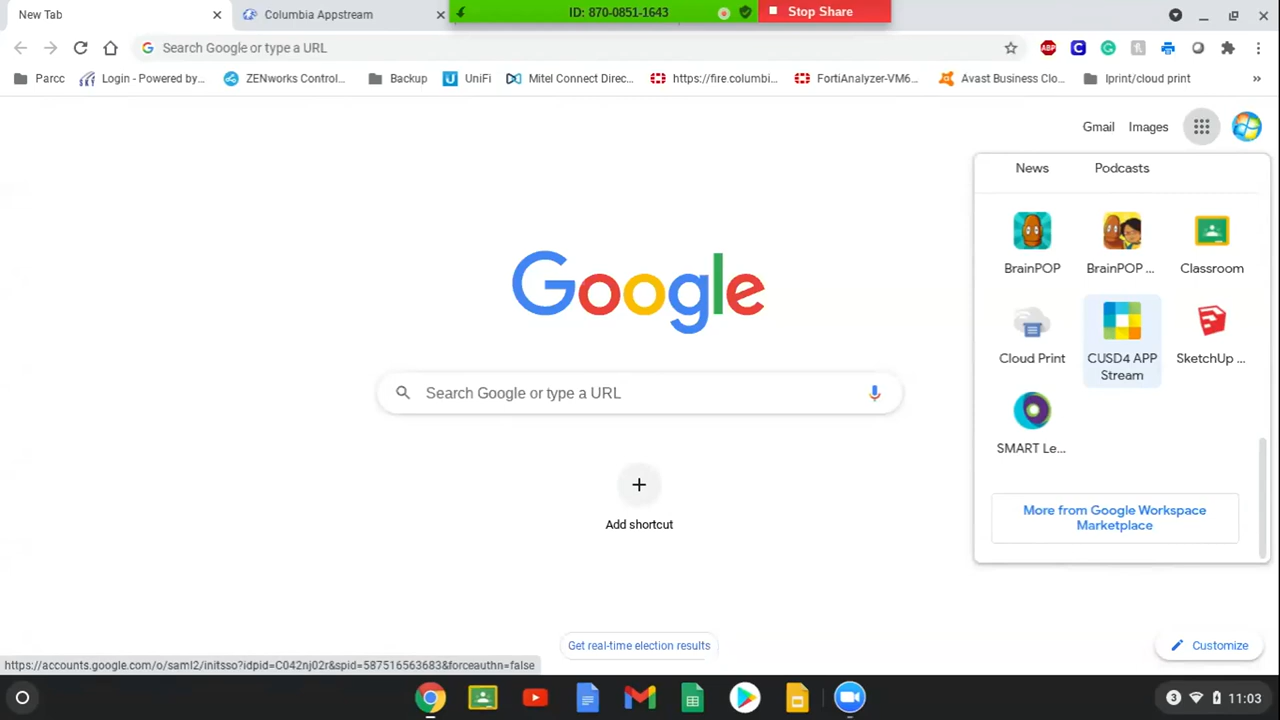 New Tab
Columbia Appstream
ID: 870-0851-1643
Stop Share
Search Google or type a URL
ABP
Parcc
Login - Powered by...
ZENworks Control...
Backup
UniFi
Mitel Connect Direc...
https://fire.columbi...
FortiAnalyzer-VM6...
Avast Business Clo...
Iprint/cloud print
»
Gmail
Images
News
Podcasts
BrainPOP
BrainPOP ...
Classroom
Cloud Print
CUSD4 APP
Stream
SketchUp ...
SMART Le...
More from Google Workspace
Marketplace
Google
Search Google or type a URL
Add shortcut
Get real-time election results
Customize
https://accounts.google.com/o/saml2/initsso?idpid=C042nj02r&spid=587516563683&forceauthn=false
3
11:03